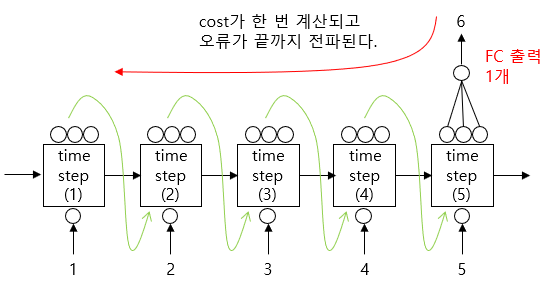 cost가 한 번 계산되고
오류가 끝까지 전파된다.
6
FC 출력
1개
time
step
(1)
time
step
(2)
time
step
(3)
time
step
(4)
time
step
(5)
1
2
3
4
5